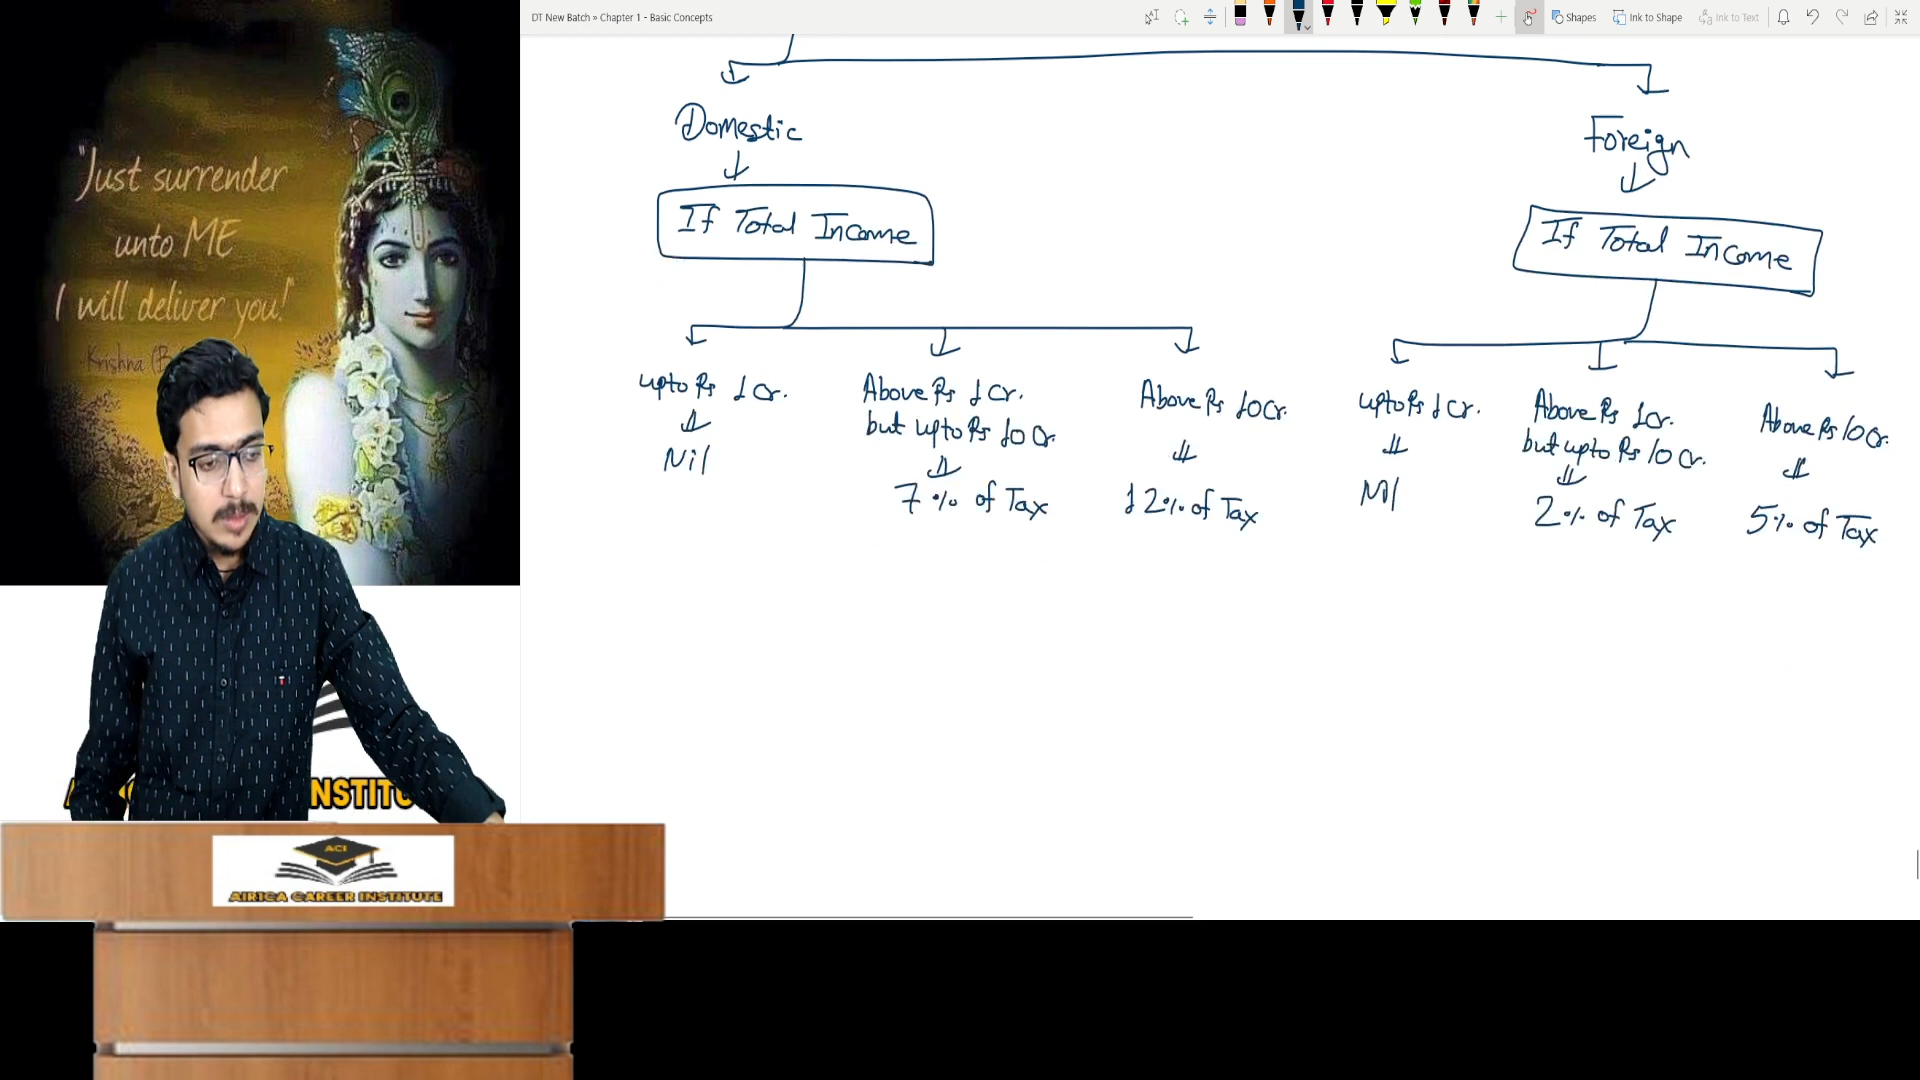 DT New Batch » Chapter 1 - Basic Concepts
Shapes
Ink to Shape
Ink to Text
"Just surrender
unto ME
I will deliver you!"
Krishna
Domestic
If Total Income
upto Rs 1 Cr.
Nil
Above Rs 1 Cr.
but upto Rs 10 Cr.
7% of Tax
Above Rs 10 Cr.
12% of Tax
Foreign
If Total Income
upto Rs 1 Cr.
Nil
Above Rs 1 Cr.
but upto Rs 10 Cr.
2% of Tax
Above Rs 10 Cr.
5% of Tax
ACI
AIR1CA CAREER INSTITUTE